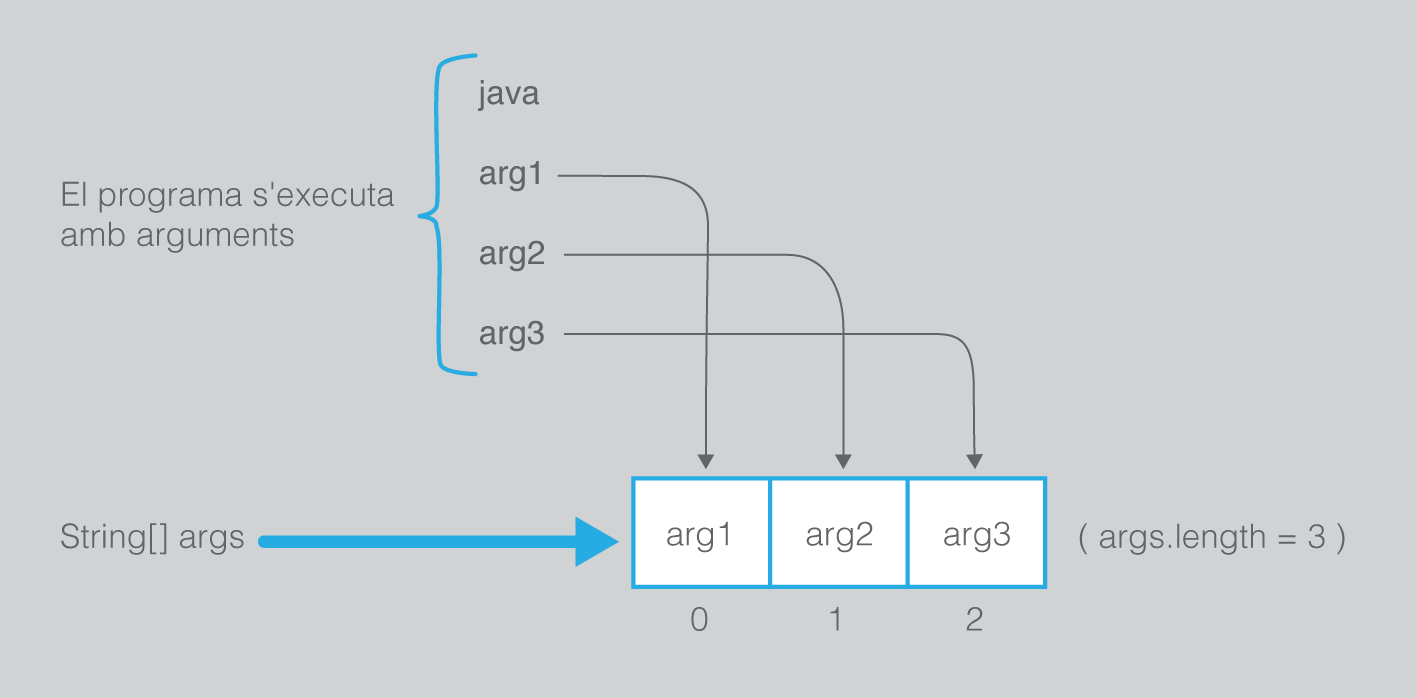 java
arg1
El programa s'executa
amb arguments
arg2
arg3
String[] args
arg1 arg2 arg3
( args.length = 3 )
0 1 2